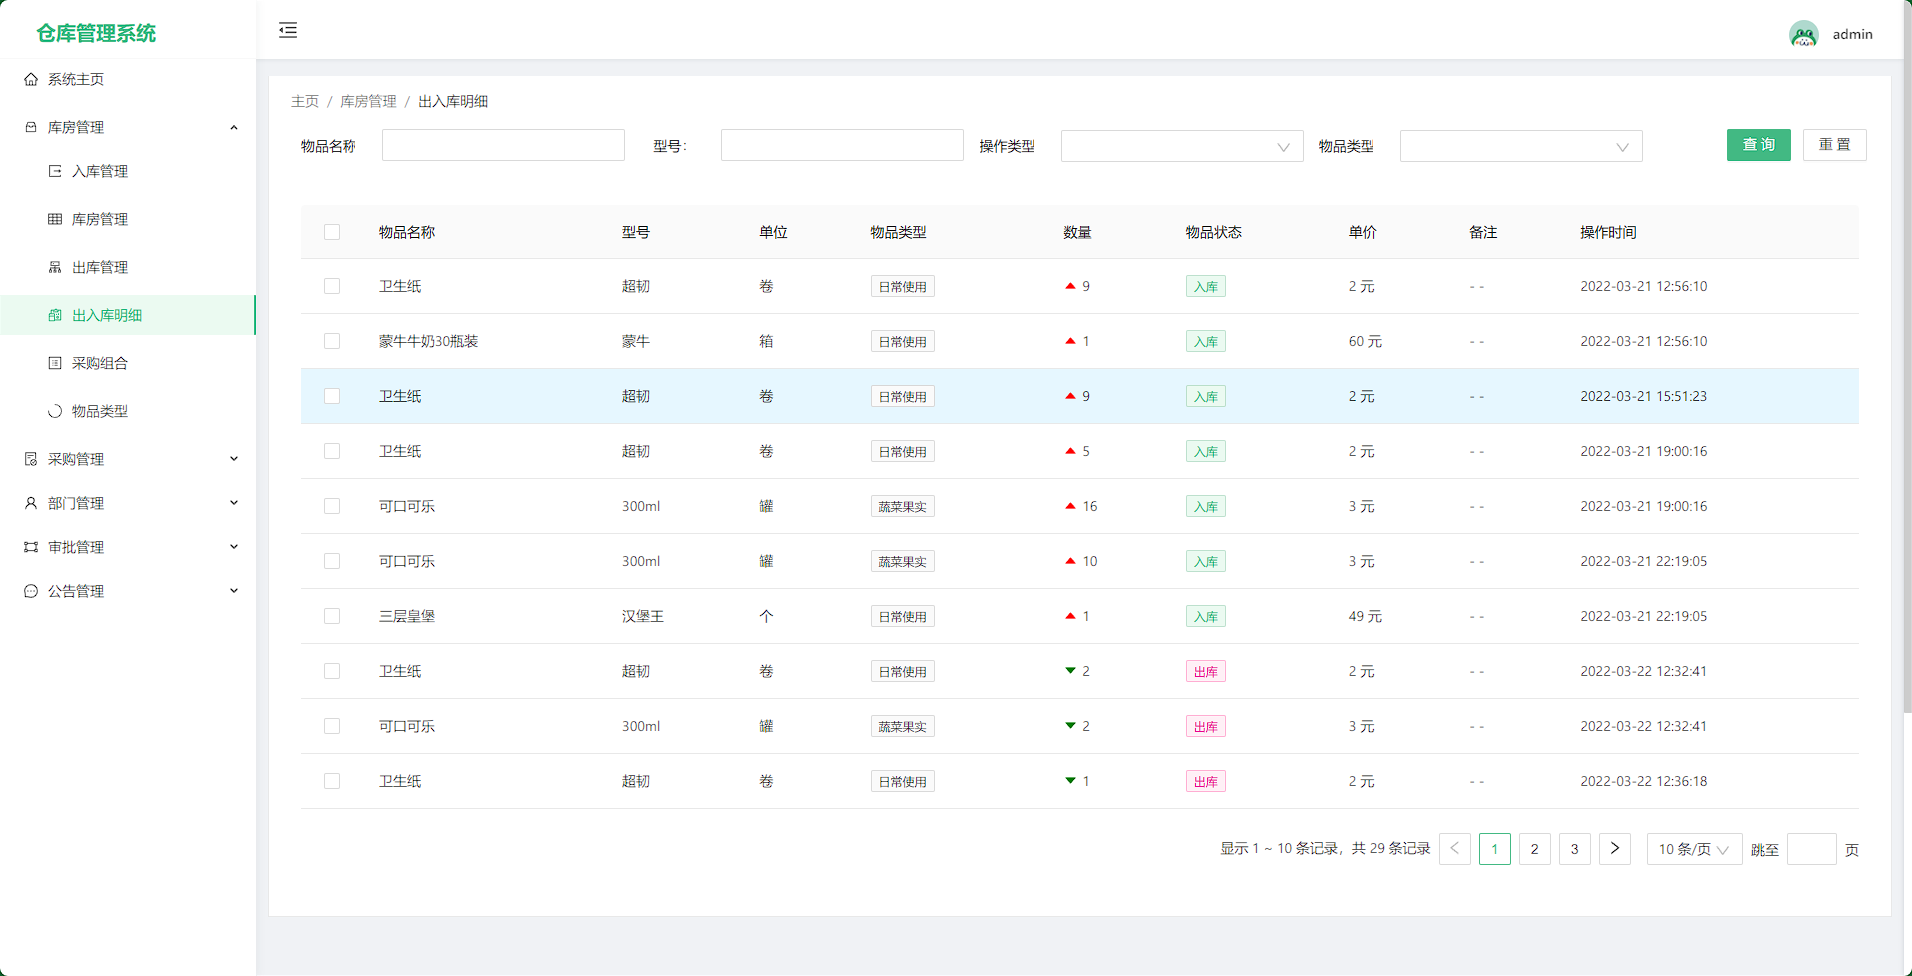 仓库管理系统
admin
系统主页
库房管理
入库管理
库房管理
出库管理
出入库明细
采购组合
物品类型
采购管理
部门管理
审批管理
公告管理
主页 / 库房管理 / 出入库明细
物品名称 型号： 操作类型 物品类型 查 询 重 置
物品名称 型号 单位 物品类型 数量 物品状态 单价 备注 操作时间
卫生纸 超韧 卷 日常使用 9 入库 2 元 - - 2022-03-21 12:56:10
蒙牛牛奶30瓶装 蒙牛 箱 日常使用 1 入库 60 元 - - 2022-03-21 12:56:10
卫生纸 超韧 卷 日常使用 9 入库 2 元 - - 2022-03-21 15:51:23
卫生纸 超韧 卷 日常使用 5 入库 2 元 - - 2022-03-21 19:00:16
可口可乐 300ml 罐 蔬菜果实 16 入库 3 元 - - 2022-03-21 19:00:16
可口可乐 300ml 罐 蔬菜果实 10 入库 3 元 - - 2022-03-21 22:19:05
三层皇堡 汉堡王 个 日常使用 1 入库 49 元 - - 2022-03-21 22:19:05
卫生纸 超韧 卷 日常使用 2 出库 2 元 - - 2022-03-22 12:32:41
可口可乐 300ml 罐 蔬菜果实 2 出库 3 元 - - 2022-03-22 12:32:41
卫生纸 超韧 卷 日常使用 1 出库 2 元 - - 2022-03-22 12:36:18
显示 1 ~ 10 条记录，共 29 条记录 1 2 3 10 条/页 跳至 页